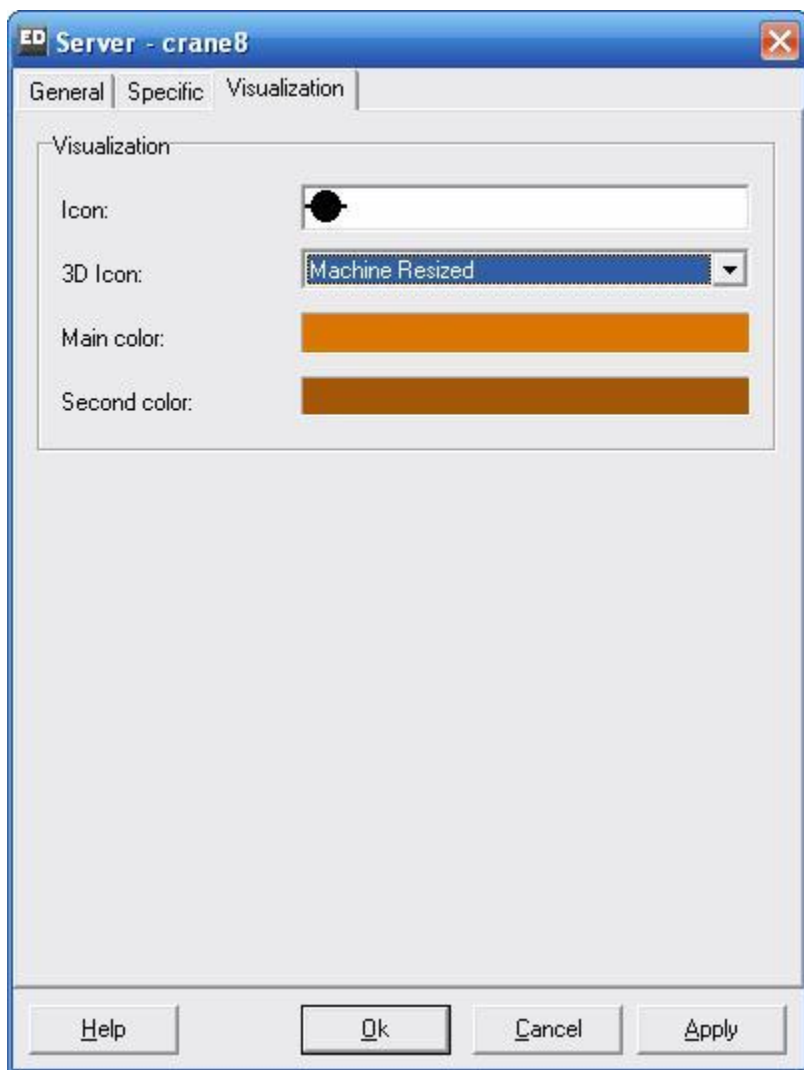 ED Server - crane8
General Specific Visualization
Visualization
Icon:
3D Icon: Machine Resized
Main color:
Second color:
Help Ok Cancel Apply